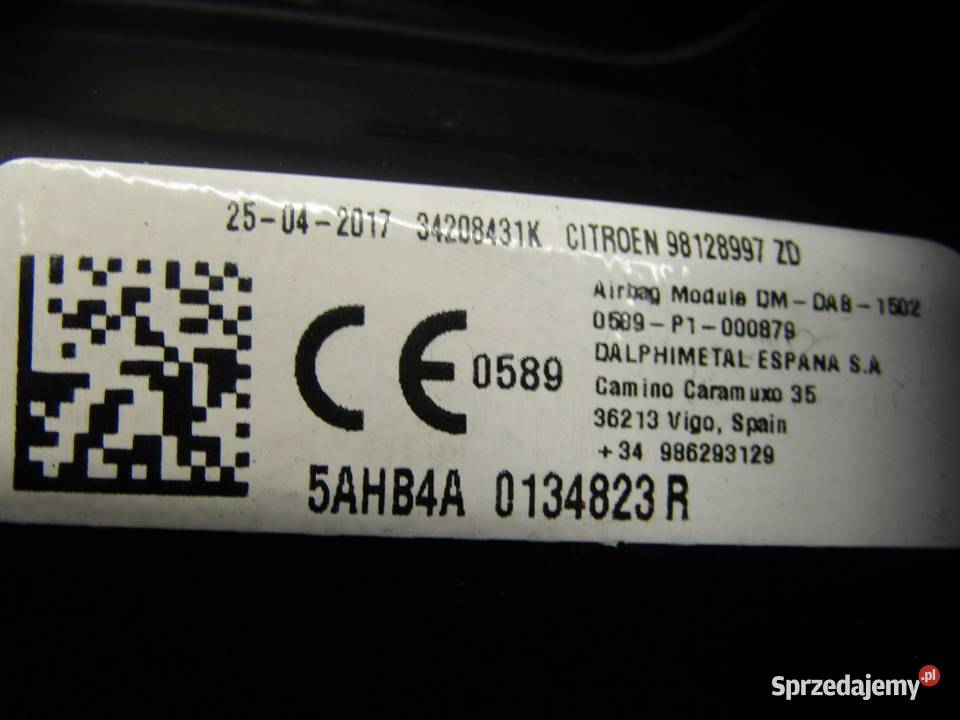 25-04-2017 34208431K CITROEN 98128997 ZD
Airbag Module DM-DAB-1502
0589-P1-000878
DALPHIMETAL ESPANA S.A
Camino Caramuxo 35
36213 Vigo, Spain
+34 986293129
CE 0589
5AHB4A 0134823 R
Sprzedajemy.pl